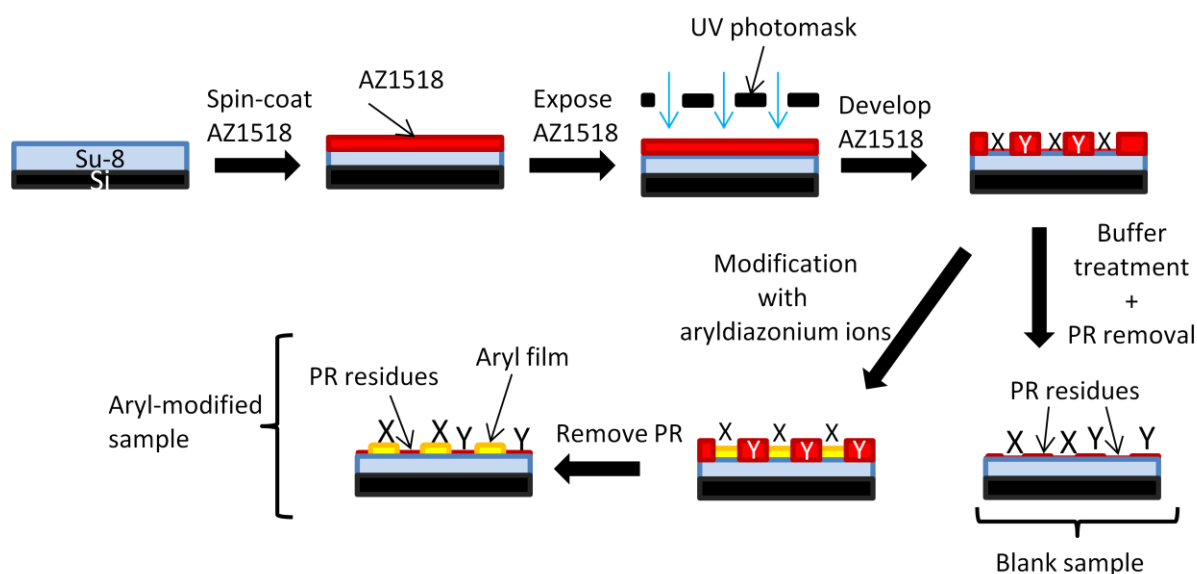 UV photomask
AZ1518
Spin-coat
AZ1518
Expose
AZ1518
Develop
AZ1518
Su-8
Si
X Y X Y X
Modification
with
aryldiazonium ions
Buffer
treatment
+
PR removal
Aryl-modified
sample
PR residues
Aryl film
X X Y Y
Remove PR
X X X
Y Y Y
PR residues
X X Y Y
Blank sample